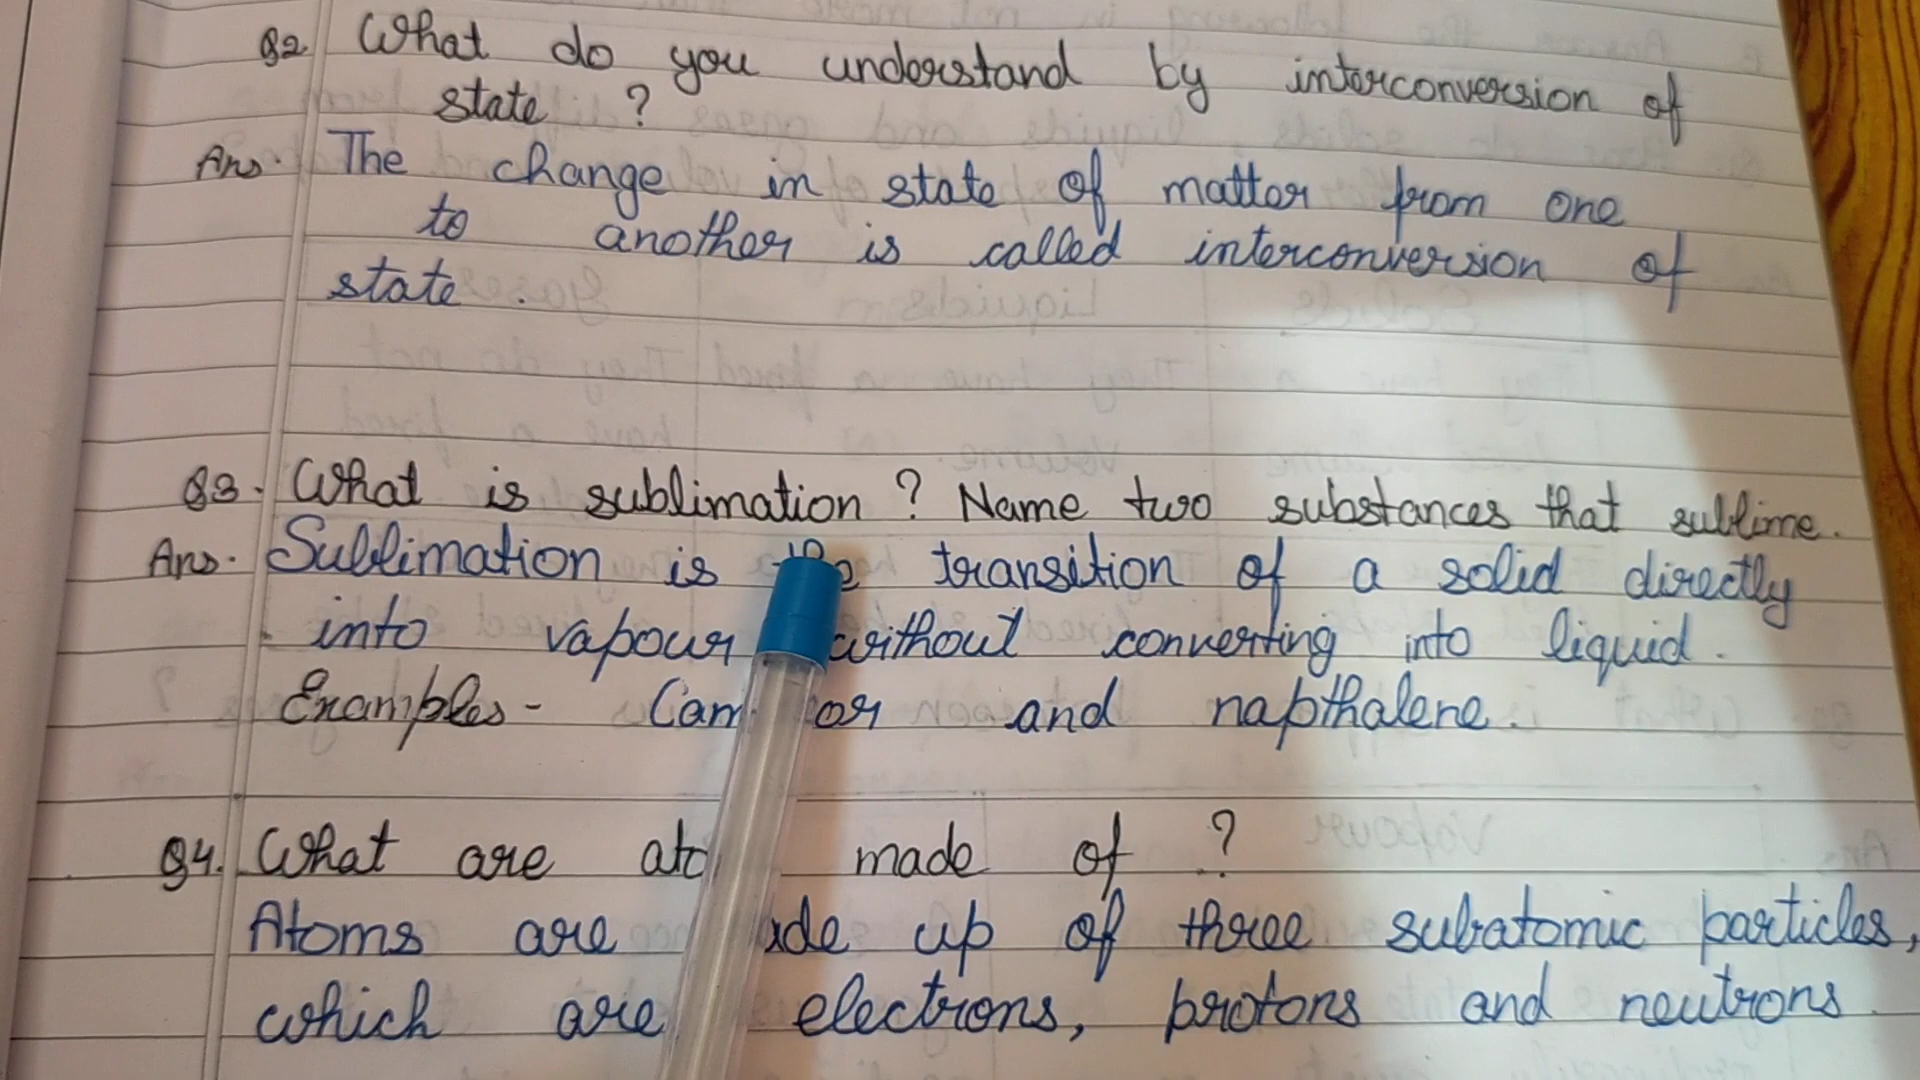 Q2. What do you understand by interconversion of
state ?
Ans. The change in state of matter from one
to another is called interconversion of
state.
Q3. What is sublimation ? Name two substances that sublime.
Ans. Sublimation is the transition of a solid directly
into vapour without converting into liquid.
Examples- and napthalene.
Q4. What are made of ?
Atoms are up of three subatomic particles,
which are electrons, protons and neutrons